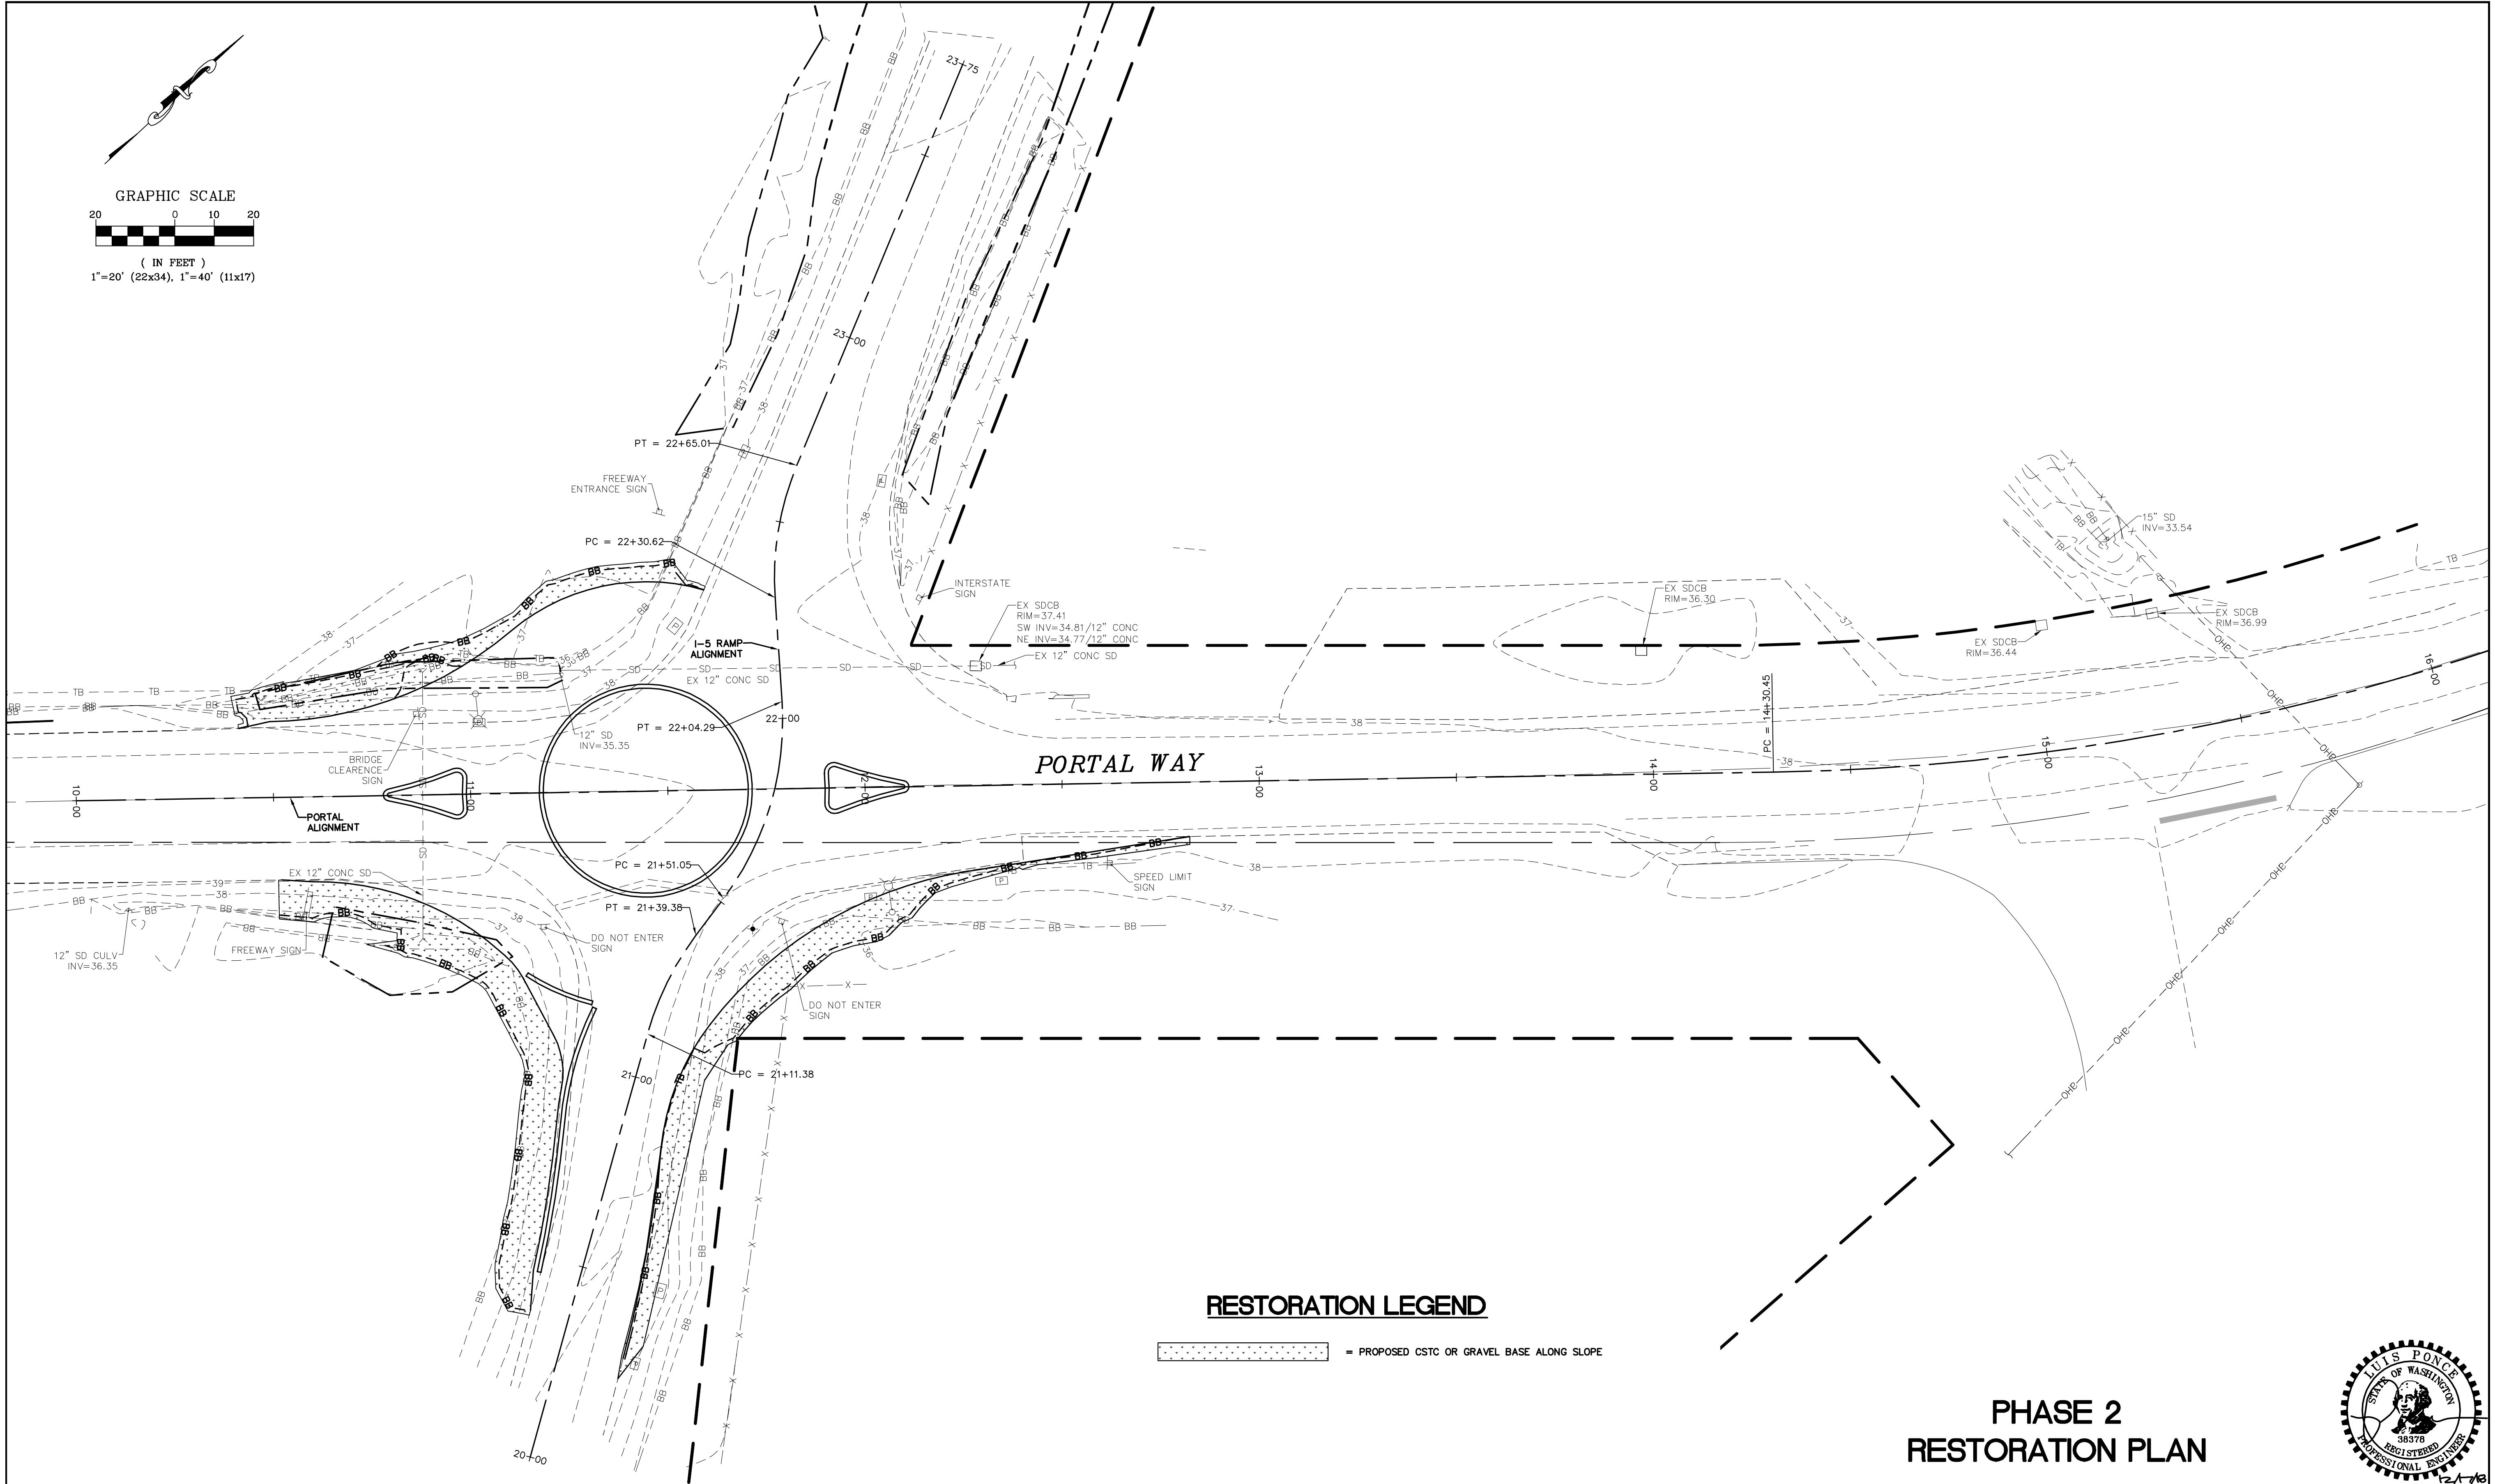 GRAPHIC SCALE
20 0 10 20
( IN FEET )
1"=20' (22x34), 1"=40' (11x17)
23+75
23+00
PT = 22+65.01
FREEWAY
ENTRANCE SIGN
PC = 22+30.62
I-5 RAMP
ALIGNMENT
EX 12" CONC SD
PT = 22+04.29
22+00
12" SD
INV=35.35
BRIDGE
CLEARENCE
SIGN
INTERSTATE
SIGN
EX SDCB
RIM=37.41
SW INV=34.81/12" CONC
NE INV=34.77/12" CONC
EX 12" CONC SD
EX SDCB
RIM=36.30
EX SDCB
RIM=36.44
EX SDCB
RIM=36.99
15" SD
INV=33.54
PORTAL WAY
PC = 14+30.45
10+00
11+00
12+00
13+00
14+00
15+00
16+00
PORTAL
ALIGNMENT
PC = 21+51.05
PT = 21+39.38
EX 12" CONC SD
FREEWAY SIGN
12" SD CULV
INV=36.35
DO NOT ENTER
SIGN
DO NOT ENTER
SIGN
SPEED LIMIT
SIGN
PC = 21+11.38
21+00
20+00
RESTORATION LEGEND
= PROPOSED CSTC OR GRAVEL BASE ALONG SLOPE
PHASE 2
RESTORATION PLAN
LUIS PONCE
STATE OF WASHINGTON
38378
REGISTERED
PROFESSIONAL ENGINEER